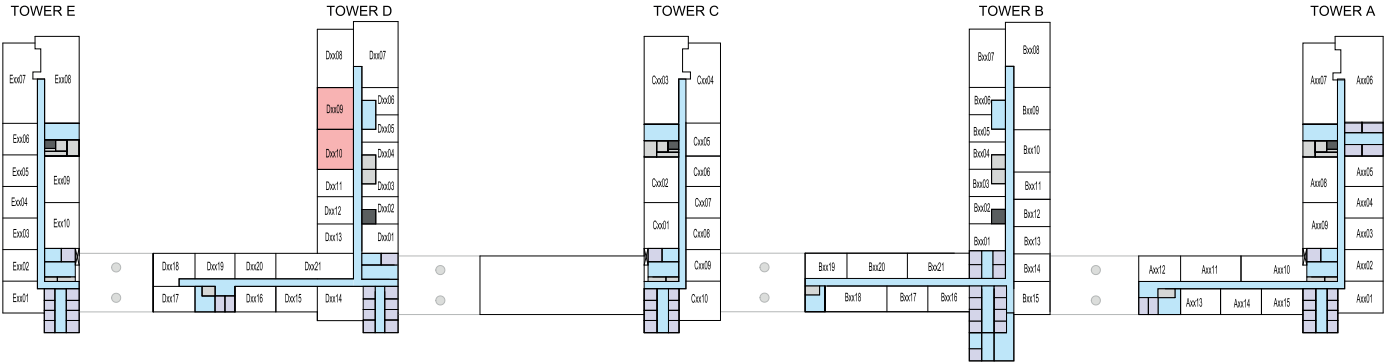 TOWER E
TOWER D
TOWER C
TOWER B
TOWER A
Exx07
Exx08
Exx06
Exx05
Exx09
Exx04
Exx03
Exx10
Exx02
Exx01
Dxx08
Dxx07
Dxx09
Dxx06
Dxx05
Dxx10
Dxx04
Dxx11
Dxx03
Dxx12
Dxx02
Dxx13
Dxx01
Dxx18
Dxx19
Dxx20
Dxx21
Dxx17
Dxx16
Dxx15
Dxx14
Cxx03
Cxx04
Cxx05
Cxx02
Cxx06
Cxx07
Cxx01
Cxx08
Cxx09
Cxx10
Bxx07
Bxx08
Bxx06
Bxx09
Bxx05
Bxx04
Bxx10
Bxx03
Bxx11
Bxx02
Bxx12
Bxx01
Bxx13
Bxx19
Bxx20
Bxx21
Bxx14
Bxx18
Bxx17
Bxx16
Bxx15
Axx07
Axx06
Axx08
Axx05
Axx04
Axx09
Axx03
Axx12
Axx11
Axx10
Axx02
Axx13
Axx14
Axx15
Axx01